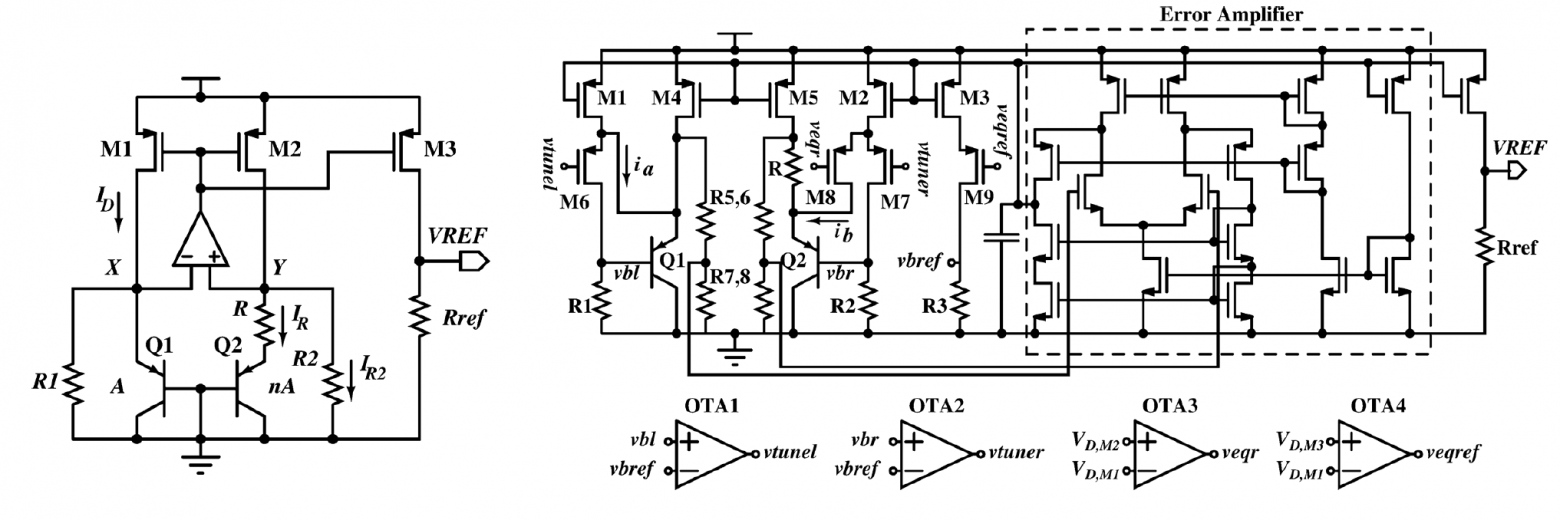 M1
M2
M3
I_D
VREF
X
Y
R
I_R
Rref
Q1
Q2
R1
A
nA
R2
I_R2
Error Amplifier
M1
M4
M5
M2
M3
vtunel
i_a
R
veqr
vtuner
veqref
M6
M8
M7
M9
R5,6
i_b
vbl
Q1
R7,8
Q2
vbr
vbref
R1
R2
R3
VREF
Rref
OTA1
OTA2
OTA3
OTA4
vbl
+
vbref
−
vtunel
vbr
+
vbref
−
vtuner
V_D,M2
+
V_D,M1
−
veqr
V_D,M3
+
V_D,M1
−
veqref
− +